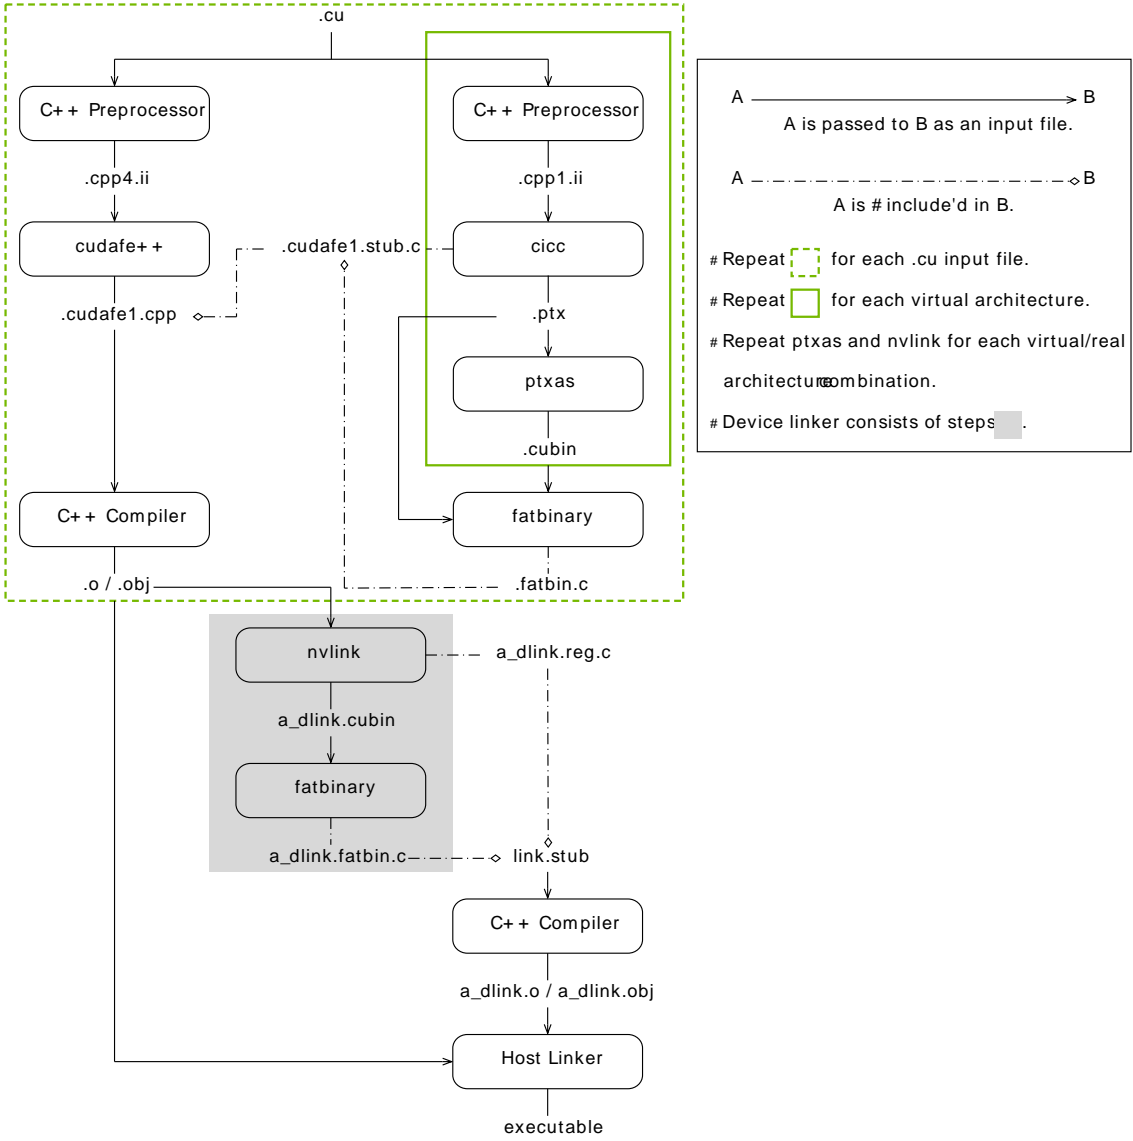 .cu
C++ Preprocessor
C++ Preprocessor
.cpp4.ii
.cpp1.ii
cudafe++
.cudafe1.stub.c
cicc
.cudafe1.cpp
.ptx
ptxas
.cubin
C++ Compiler
fatbinary
.o / .obj
.fatbin.c
nvlink
a_dlink.reg.c
a_dlink.cubin
fatbinary
a_dlink.fatbin.c
link.stub
C++ Compiler
a_dlink.o / a_dlink.obj
Host Linker
executable
A B
A is passed to B as an input file.
A B
A is #include'd in B.
# Repeat for each .cu input file.
# Repeat for each virtual architecture.
# Repeat ptxas and nvlink for each virtual/real
architecture combination.
# Device linker consists of steps .